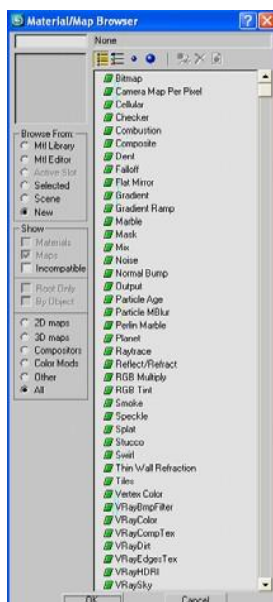 Material/Map Browser
None
Browse From:
Mtl Library
Mtl Editor
Active Slot
Selected
Scene
New
Show
Materials
Maps
Incompatible
Root Only
By Object
2D maps
3D maps
Compositors
Color Mods
Other
All
Bitmap
Camera Map Per Pixel
Cellular
Checker
Combustion
Composite
Dent
Falloff
Flat Mirror
Gradient
Gradient Ramp
Marble
Mask
Mix
Noise
Normal Bump
Output
Particle Age
Particle MBlur
Perlin Marble
Planet
Raytrace
Reflect/Refract
RGB Multiply
RGB Tint
Smoke
Speckle
Splat
Stucco
Swirl
Thin Wall Refraction
Tiles
Vertex Color
VRayBmpFilter
VRayColor
VRayCompTex
VRayDirt
VRayEdgesTex
VRayHDRI
VRaySky
OK
Cancel